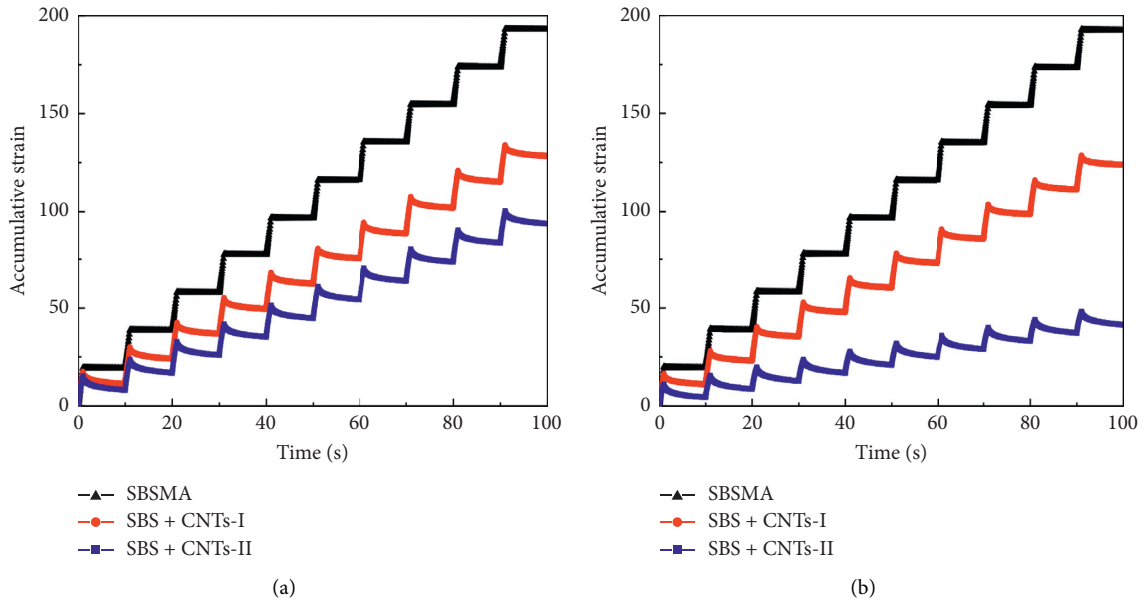 200
150
100
50
0
Accumulative strain
0 20 40 60 80 100
Time (s)
SBSMA
SBS + CNTs-I
SBS + CNTs-II
(a)
200
150
100
50
0
Accumulative strain
0 20 40 60 80 100
Time (s)
SBSMA
SBS + CNTs-I
SBS + CNTs-II
(b)